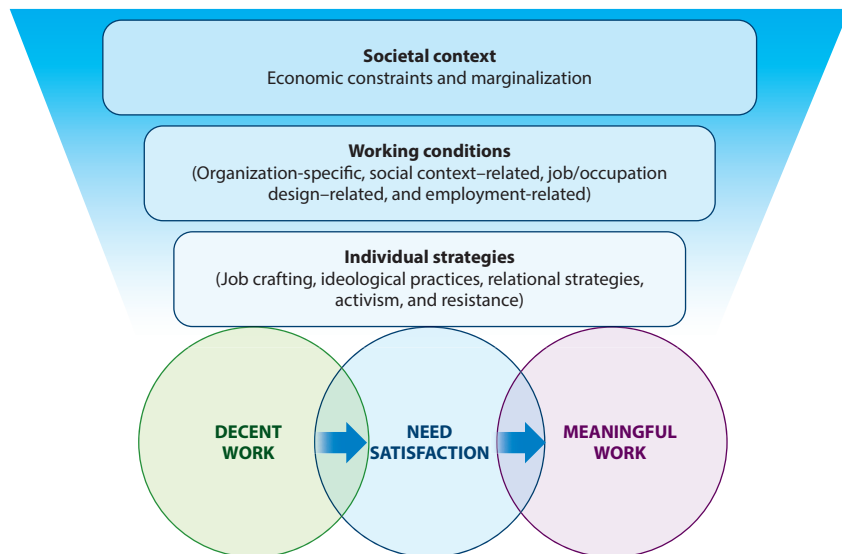 Societal context
Economic constraints and marginalization
Working conditions
(Organization-specific, social context–related, job/occupation
design–related, and employment-related)
Individual strategies
(Job crafting, ideological practices, relational strategies,
activism, and resistance)
DECENT
WORK
NEED
SATISFACTION
MEANINGFUL
WORK